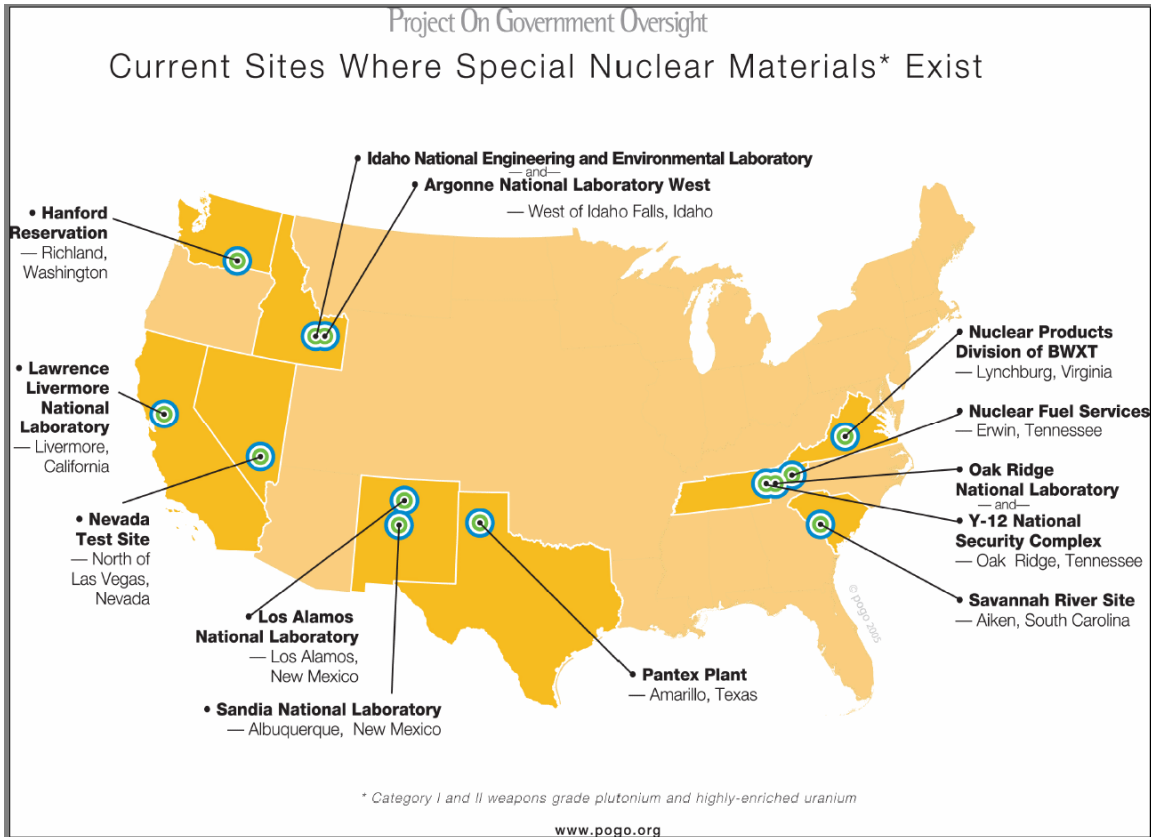 Project On Government Oversight
Current Sites Where Special Nuclear Materials* Exist
• Idaho National Engineering and Environmental Laboratory
—and—
• Argonne National Laboratory West
— West of Idaho Falls, Idaho
• Hanford
Reservation
— Richland,
Washington
• Lawrence
Livermore
National
Laboratory
— Livermore,
California
• Nevada
Test Site
— North of
Las Vegas,
Nevada
• Los Alamos
National Laboratory
— Los Alamos,
New Mexico
• Sandia National Laboratory
— Albuquerque, New Mexico
• Pantex Plant
— Amarillo, Texas
• Nuclear Products
Division of BWXT
— Lynchburg, Virginia
• Nuclear Fuel Services
— Erwin, Tennessee
• Oak Ridge
National Laboratory
— and—
• Y-12 National
Security Complex
— Oak Ridge, Tennessee
• Savannah River Site
— Aiken, South Carolina
© pogo 2005
* Category I and II weapons grade plutonium and highly-enriched uranium
www.pogo.org